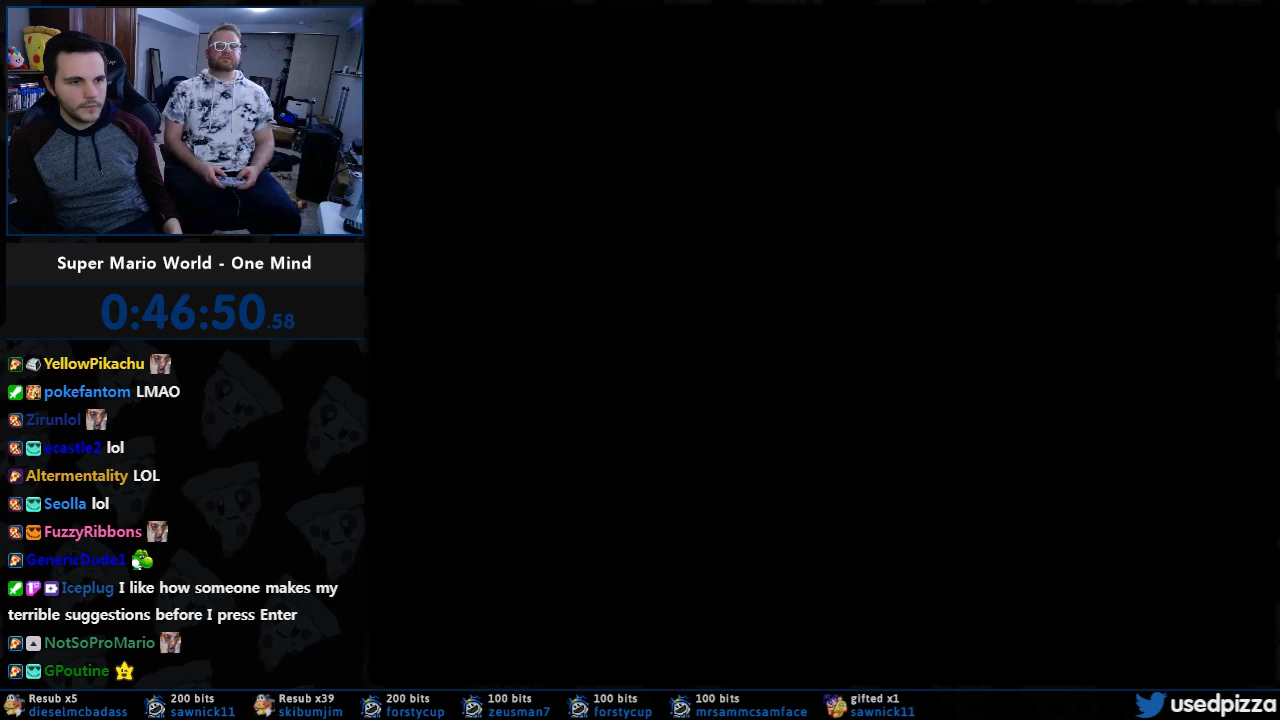 Super Mario World - One Mind
0:46:50.58
YellowPikachu
pokefantom LMAO
Zirunlol
ecastle2 lol
Altermentality LOL
Seolla lol
FuzzyRibbons
GenericDude1
Iceplug I like how someone makes my
terrible suggestions before I press Enter
NotSoProMario
GPoutine
Resub x5
dieselmcbadass
200 bits
sawnick11
Resub x39
skibumjim
200 bits
forstycup
100 bits
zeusman7
100 bits
forstycup
100 bits
mrsammcsamface
gifted x1
sawnick11
usedpizza